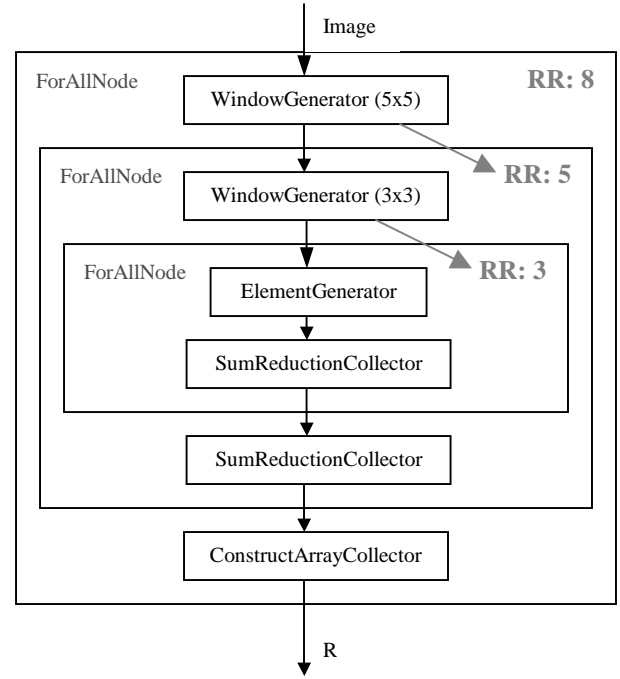 Image
ForAllNode
RR: 8
WindowGenerator (5x5)
ForAllNode
RR: 5
WindowGenerator (3x3)
ForAllNode
RR: 3
ElementGenerator
SumReductionCollector
SumReductionCollector
ConstructArrayCollector
R